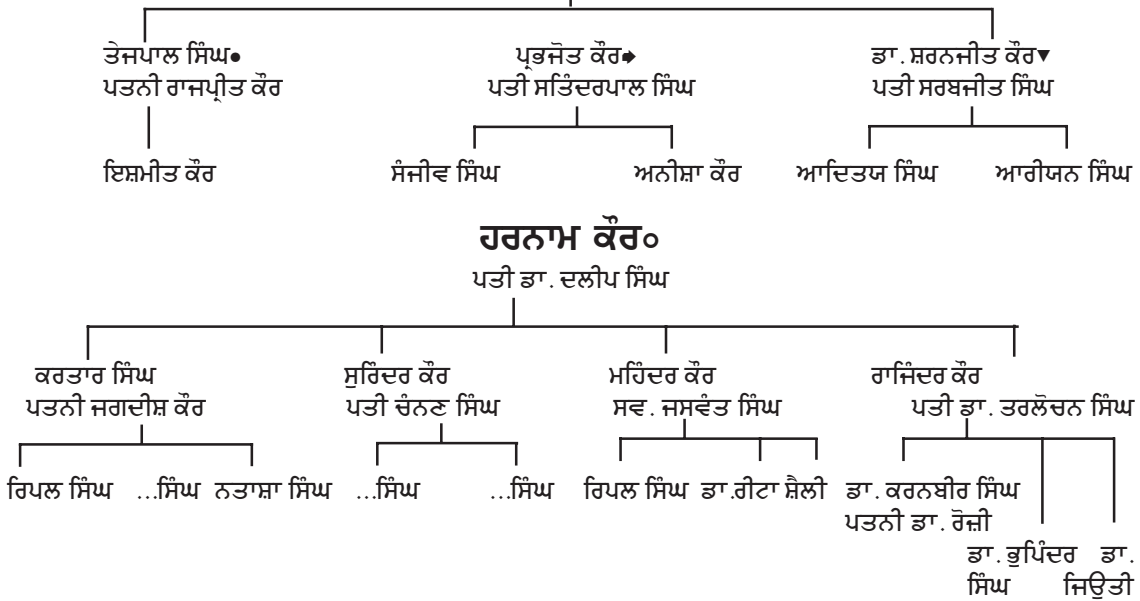 ਤੇਜਪਾਲ ਸਿੰਘ● ਪ੍ਰਭਜੋਤ ਕੌਰ➧ ਡਾ. ਸ਼ਰਨਜੀਤ ਕੌਰ▼
ਪਤਨੀ ਰਾਜਪ੍ਰੀਤ ਕੌਰ ਪਤੀ ਸਤਿੰਦਰਪਾਲ ਸਿੰਘ ਪਤੀ ਸਰਬਜੀਤ ਸਿੰਘ
ਇਸ਼ਮੀਤ ਕੌਰ ਸੰਜੀਵ ਸਿੰਘ ਅਨੀਸ਼ਾ ਕੌਰ ਆਦਿਤਯ ਸਿੰਘ ਆਰੀਯਨ ਸਿੰਘ
ਹਰਨਾਮ ਕੌਰ○
ਪਤੀ ਡਾ. ਦਲੀਪ ਸਿੰਘ
ਕਰਤਾਰ ਸਿੰਘ ਸੁਰਿੰਦਰ ਕੌਰ ਮਹਿੰਦਰ ਕੌਰ ਰਾਜਿੰਦਰ ਕੌਰ
ਪਤਨੀ ਜਗਦੀਸ਼ ਕੌਰ ਪਤੀ ਚੰਨਣ ਸਿੰਘ ਸਵ. ਜਸਵੰਤ ਸਿੰਘ ਪਤੀ ਡਾ. ਤਰਲੋਚਨ ਸਿੰਘ
ਰਿਪਲ ਸਿੰਘ ...ਸਿੰਘ ਨਤਾਸ਼ਾ ਸਿੰਘ ...ਸਿੰਘ ...ਸਿੰਘ ਰਿਪਲ ਸਿੰਘ ਡਾ.ਰੀਟਾ ਸ਼ੈਲੀ ਡਾ. ਕਰਨਬੀਰ ਸਿੰਘ
ਪਤਨੀ ਡਾ. ਰੋਜ਼ੀ
ਡਾ. ਭੁਪਿੰਦਰ ਡਾ.
ਸਿੰਘ ਜਿਉਤੀ